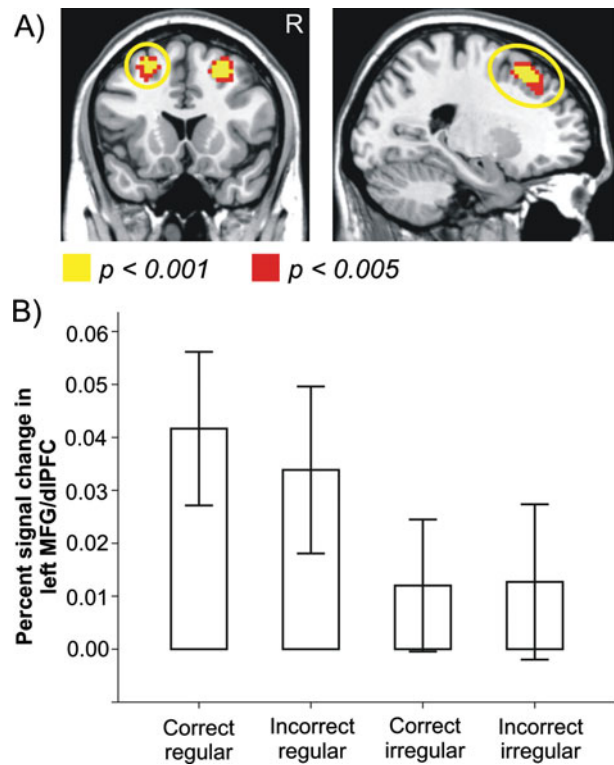 A)
R
p < 0.001 p < 0.005
B)
Percent signal change in
left MFG/dlPFC
0.06
0.05
0.04
0.03
0.02
0.01
0.00
Correct
regular
Incorrect
regular
Correct
irregular
Incorrect
irregular